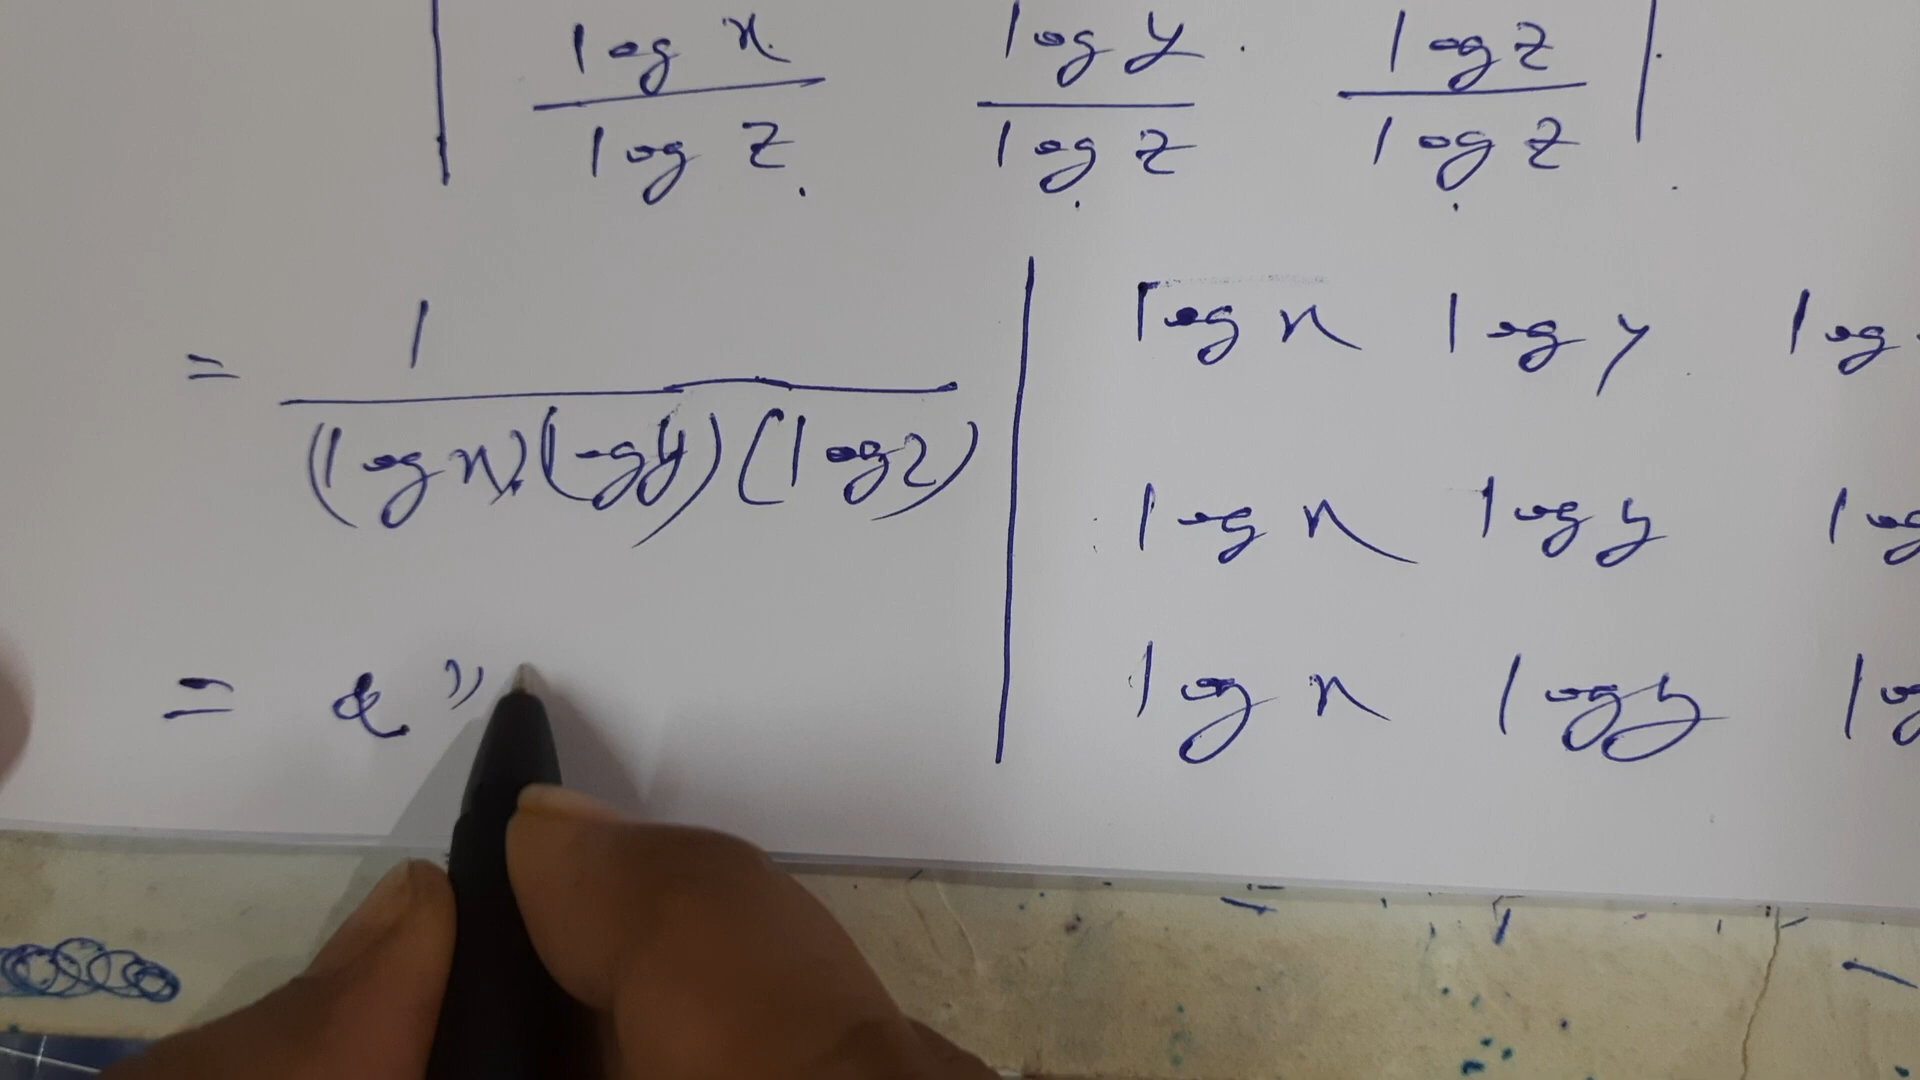 log x log y log z
log z log z log z
= 1 log x log y log
(log x).(log y)(log z)
log x log y log
= log x log y log